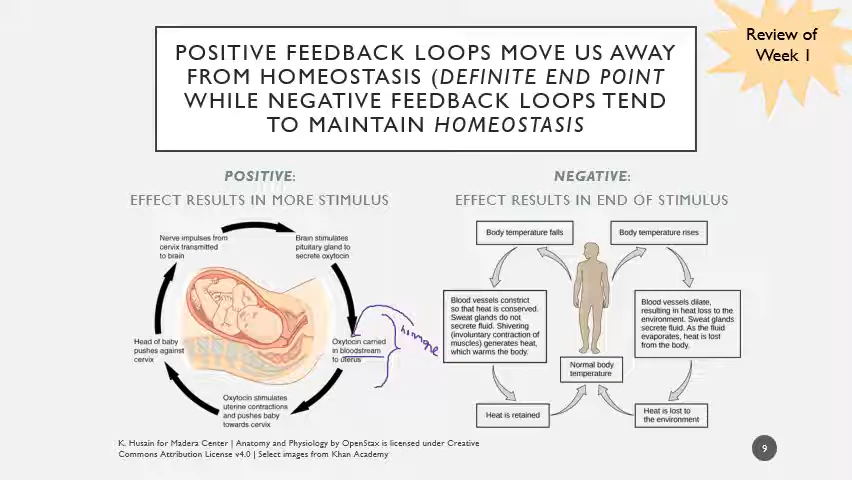 Review of
Week 1
POSITIVE FEEDBACK LOOPS MOVE US AWAY
FROM HOMEOSTASIS (DEFINITE END POINT
WHILE NEGATIVE FEEDBACK LOOPS TEND
TO MAINTAIN HOMEOSTASIS
POSITIVE:
EFFECT RESULTS IN MORE STIMULUS
Nerve impulses from
cervix transmitted
to brain
Brain stimulates
pituitary gland to
secrete oxytocin
Oxytocin carried
in bloodstream
to uterus
hormone
Oxytocin stimulates
uterine contractions
and pushes baby
towards cervix
Head of baby
pushes against
cervix
NEGATIVE:
EFFECT RESULTS IN END OF STIMULUS
Body temperature falls
Body temperature rises
Blood vessels constrict
so that heat is conserved.
Sweat glands do not
secrete fluid. Shivering
(involuntary contraction of
muscles) generates heat,
which warms the body.
Blood vessels dilate,
resulting in heat loss to the
environment. Sweat glands
secrete fluid. As the fluid
evaporates, heat is lost
from the body.
Normal body
temperature
Heat is retained
Heat is lost to
the environment
K. Husain for Madera Center | Anatomy and Physiology by OpenStax is licensed under Creative
Commons Attribution License v4.0 | Select images from Khan Academy
9